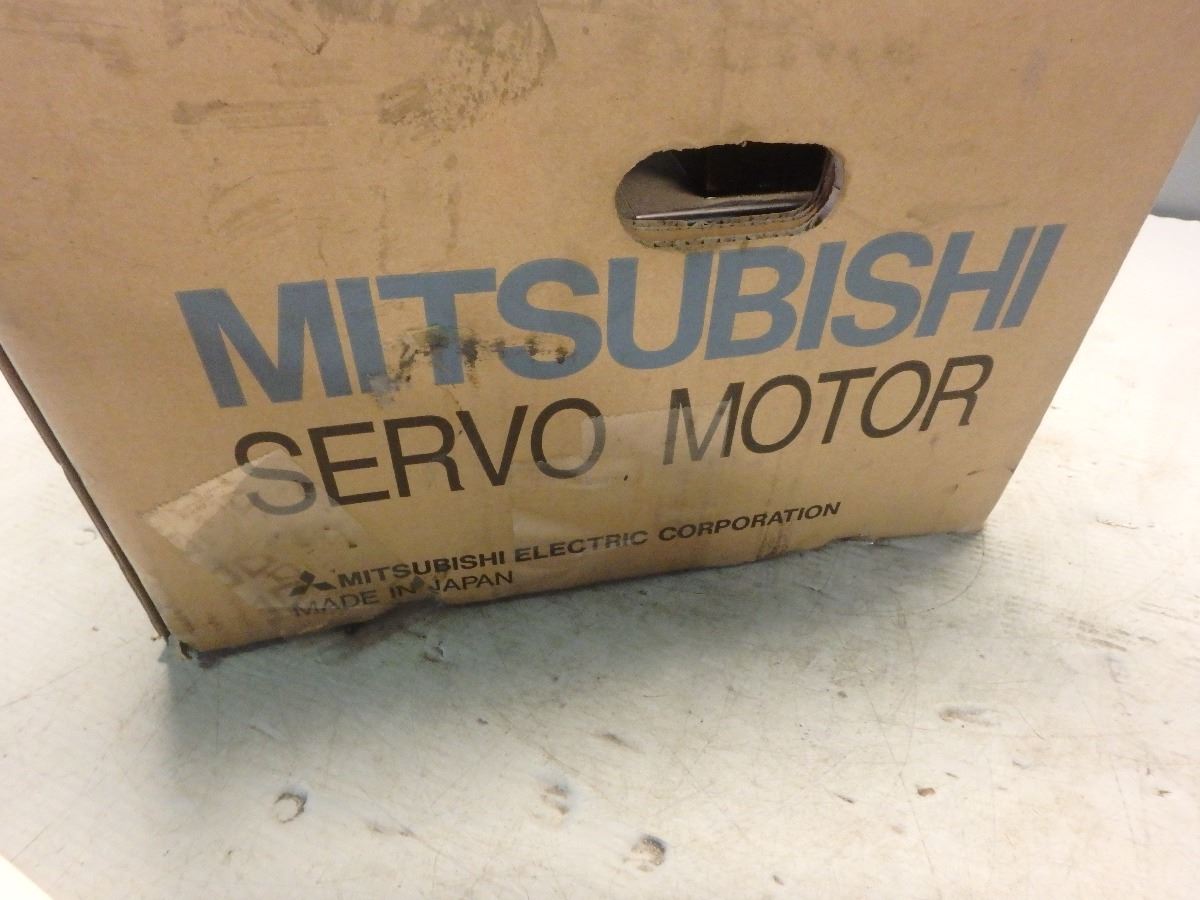 MITSUBISHI
SERVO MOTOR
MITSUBISHI ELECTRIC CORPORATION
MADE IN JAPAN